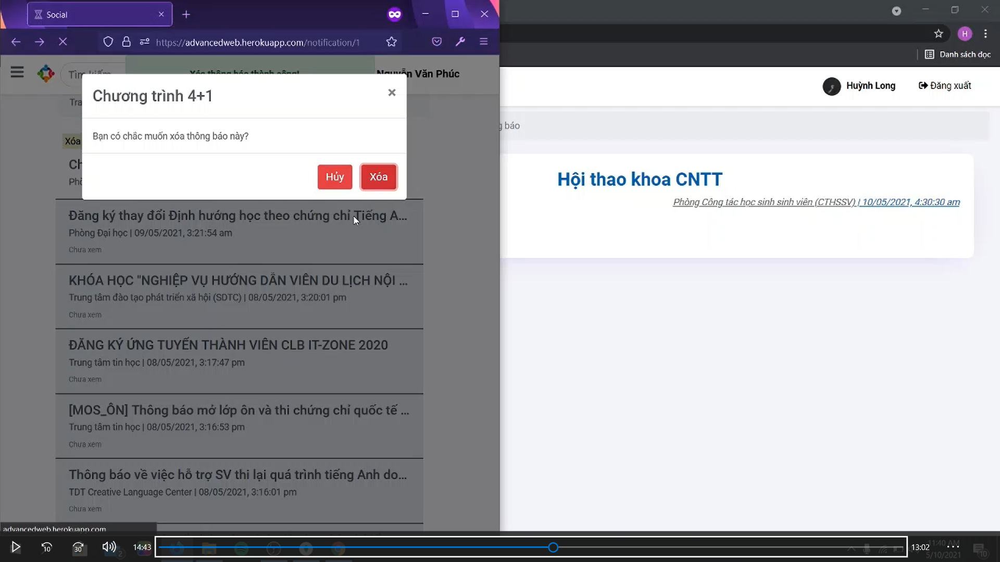 Social
https://advancedweb.herokuapp.com/notification/1
H
Danh sách đọc
Tìm kiếm
Xóa thông báo thành công!
Nguyễn Văn Phúc
Huỳnh Long
Đăng xuất
Chương trình 4+1
×
Tra
g báo
Xóa
Bạn có chắc muốn xóa thông báo này?
Ch
Phò
Hủy
Xóa
Hội thao khoa CNTT
Phòng Công tác học sinh sinh viên (CTHSSV) | 10/05/2021, 4:30:30 am
Đăng ký thay đổi Định hướng học theo chứng chỉ Tiếng A...
Phòng Đại học | 09/05/2021, 3:21:54 am
Chưa xem
KHÓA HỌC "NGHIỆP VỤ HƯỚNG DẪN VIÊN DU LỊCH NỘI ...
Trung tâm đào tạo phát triển xã hội (SDTC) | 08/05/2021, 3:20:01 pm
Chưa xem
ĐĂNG KÝ ỨNG TUYỂN THÀNH VIÊN CLB IT-ZONE 2020
Trung tâm tin học | 08/05/2021, 3:17:47 pm
Chưa xem
[MOS_ÔN] Thông báo mở lớp ôn và thi chứng chỉ quốc tế ...
Trung tâm tin học | 08/05/2021, 3:16:53 pm
Chưa xem
Thông báo về việc hỗ trợ SV thi lại quá trình tiếng Anh do...
TDT Creative Language Center | 08/05/2021, 3:16:01 pm
Chưa xem
advancedweb.herokuapp.com
10
30
2
14:43
13:02
11:40 AM
5/10/2021
10